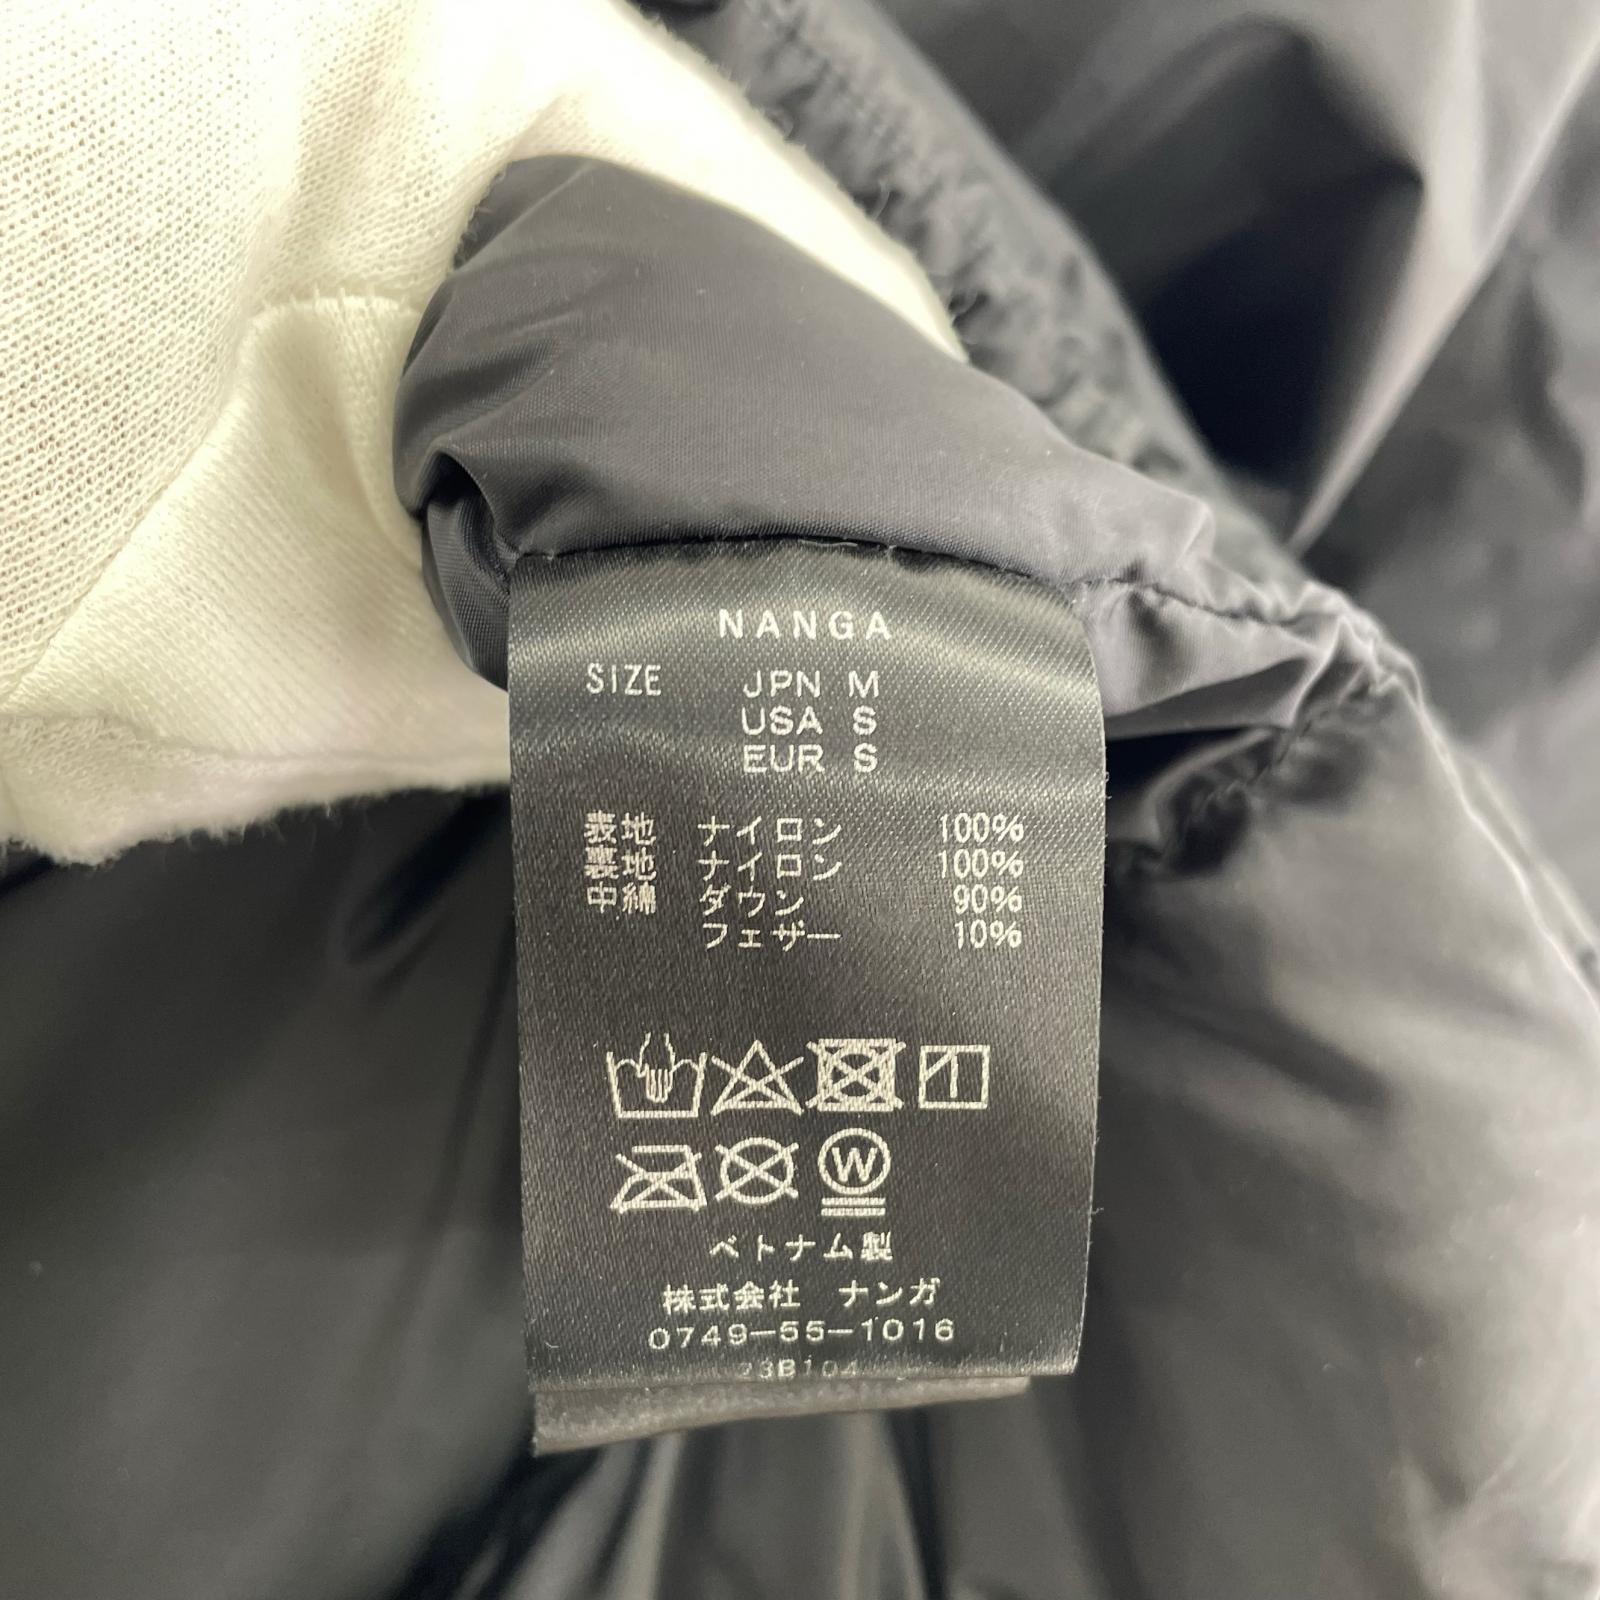 NANGA
SIZE JPN M
USA S
EUR S
表地 ナイロン 100%
裏地 ナイロン 100%
中綿 ダウン 90%
フェザー 10%
W
ベトナム製
株式会社 ナンガ
0749-55-1016
23B104